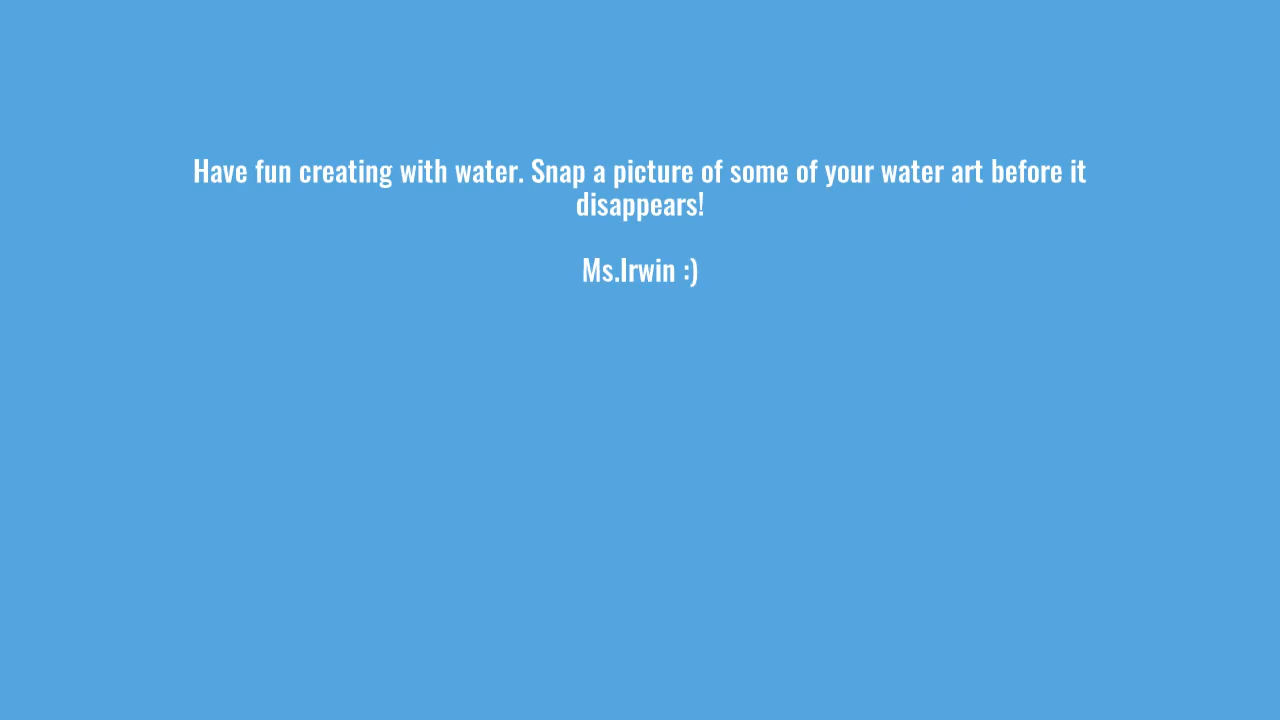 Have fun creating with water. Snap a picture of some of your water art before it
disappears!
Ms.Irwin :)